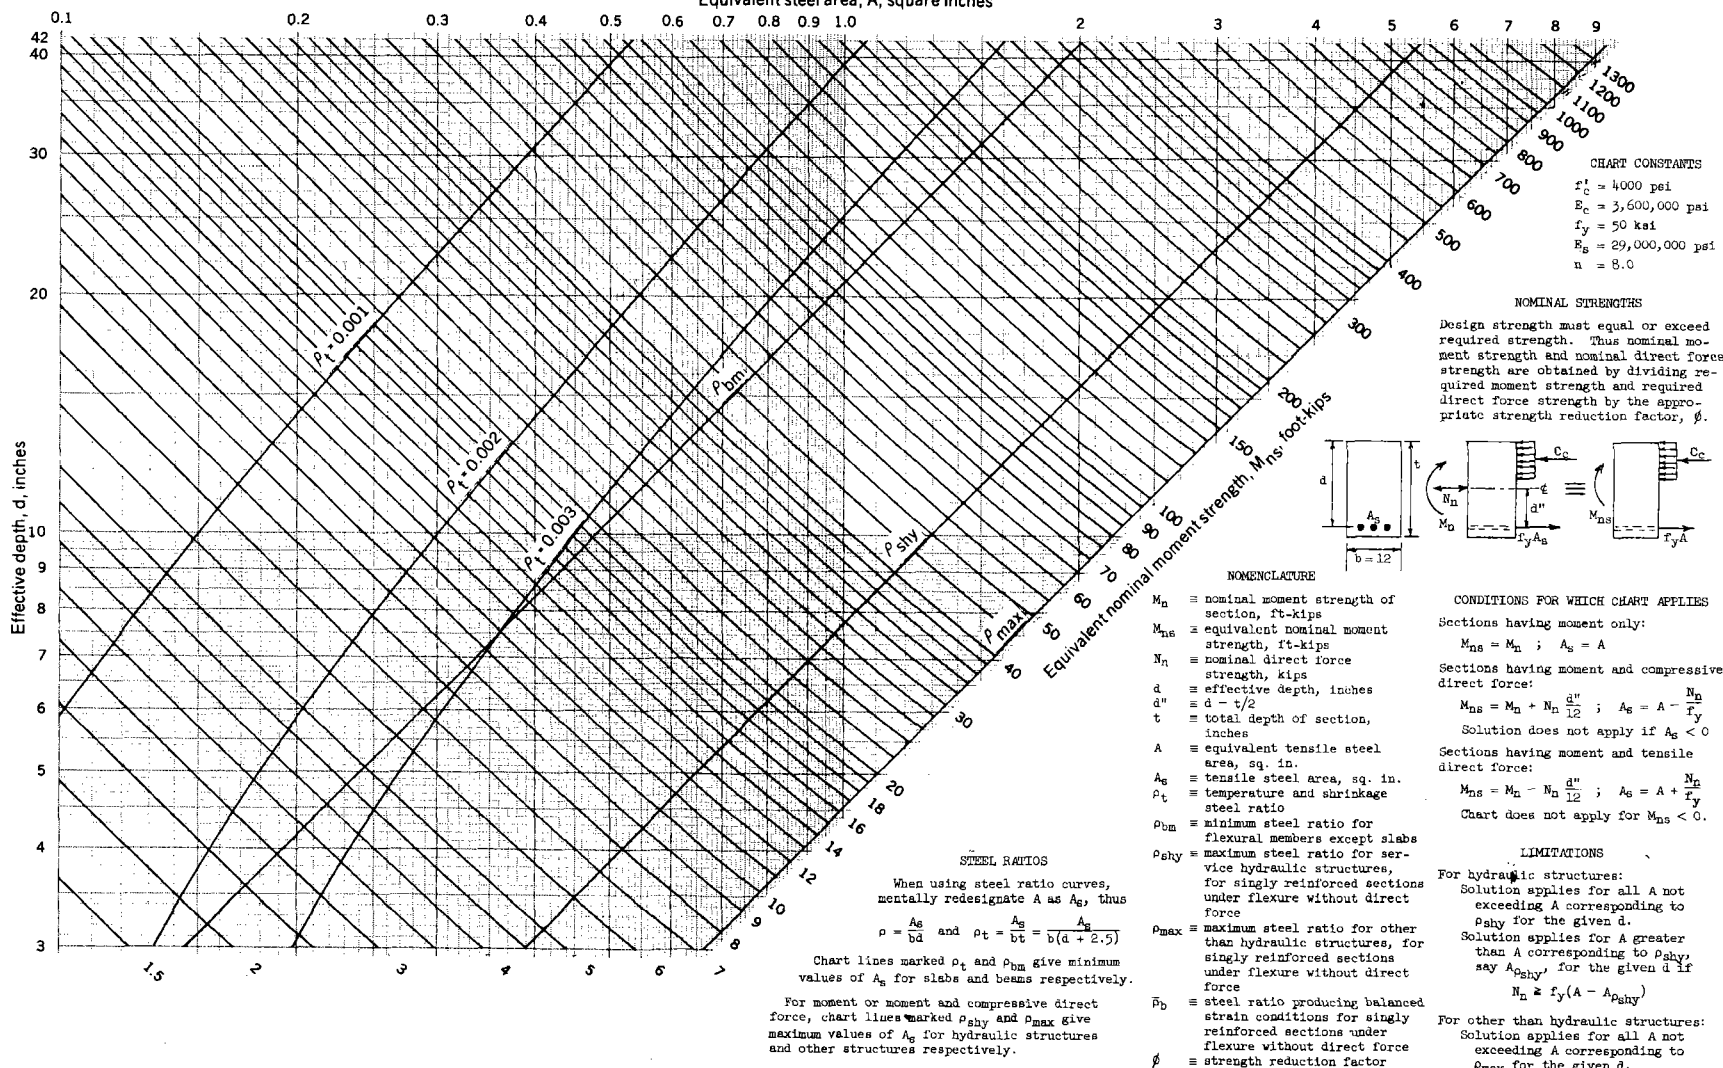 Equivalent steel area, A, square inches
0.1 0.2 0.3 0.4 0.5 0.6 0.7 0.8 0.9 1.0 2 3 4 5 6 7 8 9
42
40
30
20
10
9
8
7
6
5
4
3
Effective depth, d, inches
1.5 2 3 4 5 6 7
8
9
10
12
14
16
18
20
30
40
50
60
70
80
90
100
150
200
300
400
500
600
700
800
900
1000
1100
1200
1300
Equivalent nominal moment strength, Mns, foot-kips
ρt = 0.001
ρt = 0.002
ρt = 0.003
ρbm
ρshy
ρmax
CHART CONSTANTS
f'c = 4000 psi
Ec = 3,600,000 psi
fy = 50 ksi
Es = 29,000,000 psi
n = 8.0
NOMINAL STRENGTHS
Design strength must equal or exceed
required strength. Thus nominal mo-
ment strength and nominal direct force
strength are obtained by dividing re-
quired moment strength and required
direct force strength by the appro-
priate strength reduction factor, ϕ.
d
t
As
b = 12
Nn
Mn
Cc
¢
d"
fyAs
≡
Mns
Cc
fyA
NOMENCLATURE
Mn ≡ nominal moment strength of
section, ft-kips
Mns ≡ equivalent nominal moment
strength, ft-kips
Nn ≡ nominal direct force
strength, kips
d ≡ effective depth, inches
d" ≡ d - t/2
t ≡ total depth of section,
inches
A ≡ equivalent tensile steel
area, sq. in.
As ≡ tensile steel area, sq. in.
ρt ≡ temperature and shrinkage
steel ratio
ρbm ≡ minimum steel ratio for
flexural members except slabs
ρshy ≡ maximum steel ratio for ser-
vice hydraulic structures,
for singly reinforced sections
under flexure without direct
force
ρmax ≡ maximum steel ratio for other
than hydraulic structures, for
singly reinforced sections
under flexure without direct
force
ρ̄b ≡ steel ratio producing balanced
strain conditions for singly
reinforced sections under
flexure without direct force
ϕ ≡ strength reduction factor
CONDITIONS FOR WHICH CHART APPLIES
Sections having moment only:
Mns = Mn ; As = A
Sections having moment and compressive
direct force:
Mns = Mn + Nn d"/12 ; As = A - Nn/fy
Solution does not apply if As < 0
Sections having moment and tensile
direct force:
Mns = Mn - Nn d"/12 ; As = A + Nn/fy
Chart does not apply for Mns < 0.
LIMITATIONS
For hydraulic structures:
Solution applies for all A not
exceeding A corresponding to
ρshy for the given d.
Solution applies for A greater
than A corresponding to ρshy,
say Aρshy, for the given d if
Nn ≥ fy(A - Aρshy)
For other than hydraulic structures:
Solution applies for all A not
exceeding A corresponding to
ρmax for the given d.
STEEL RATIOS
When using steel ratio curves,
mentally redesignate A as As, thus
ρ = As/bd and ρt = As/bt = As/b(d + 2.5)
Chart lines marked ρt and ρbm give minimum
values of As for slabs and beams respectively.
For moment or moment and compressive direct
force, chart lines marked ρshy and ρmax give
maximum values of As for hydraulic structures
and other structures respectively.